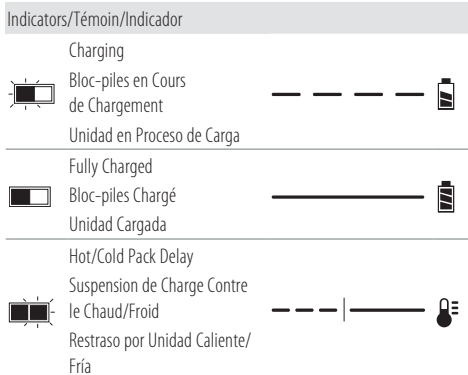 Indicators/Témoin/Indicador
Charging
Bloc-piles en Cours
de Chargement
Unidad en Proceso de Carga
Fully Charged
Bloc-piles Chargé
Unidad Cargada
Hot/Cold Pack Delay
Suspension de Charge Contre
le Chaud/Froid
Restraso por Unidad Caliente/
Fría